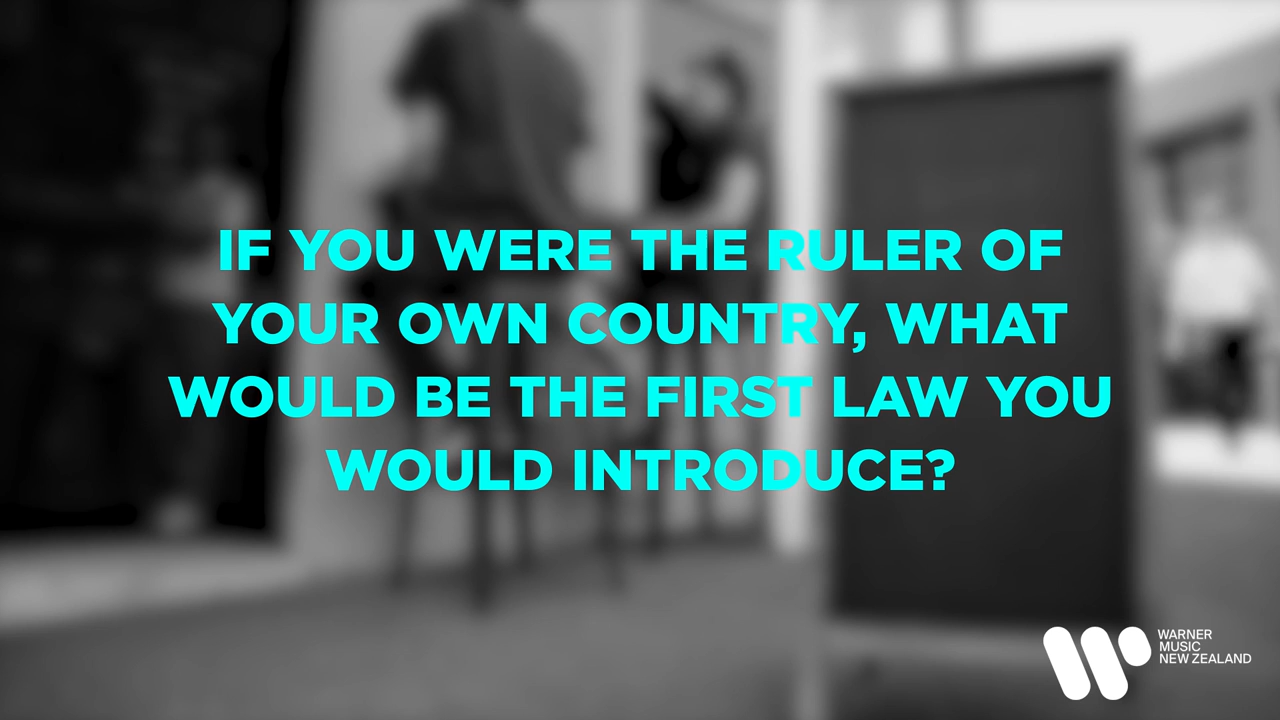 IF YOU WERE THE RULER OF
YOUR OWN COUNTRY, WHAT
WOULD BE THE FIRST LAW YOU
WOULD INTRODUCE?
WARNER
MUSIC
NEW ZEALAND